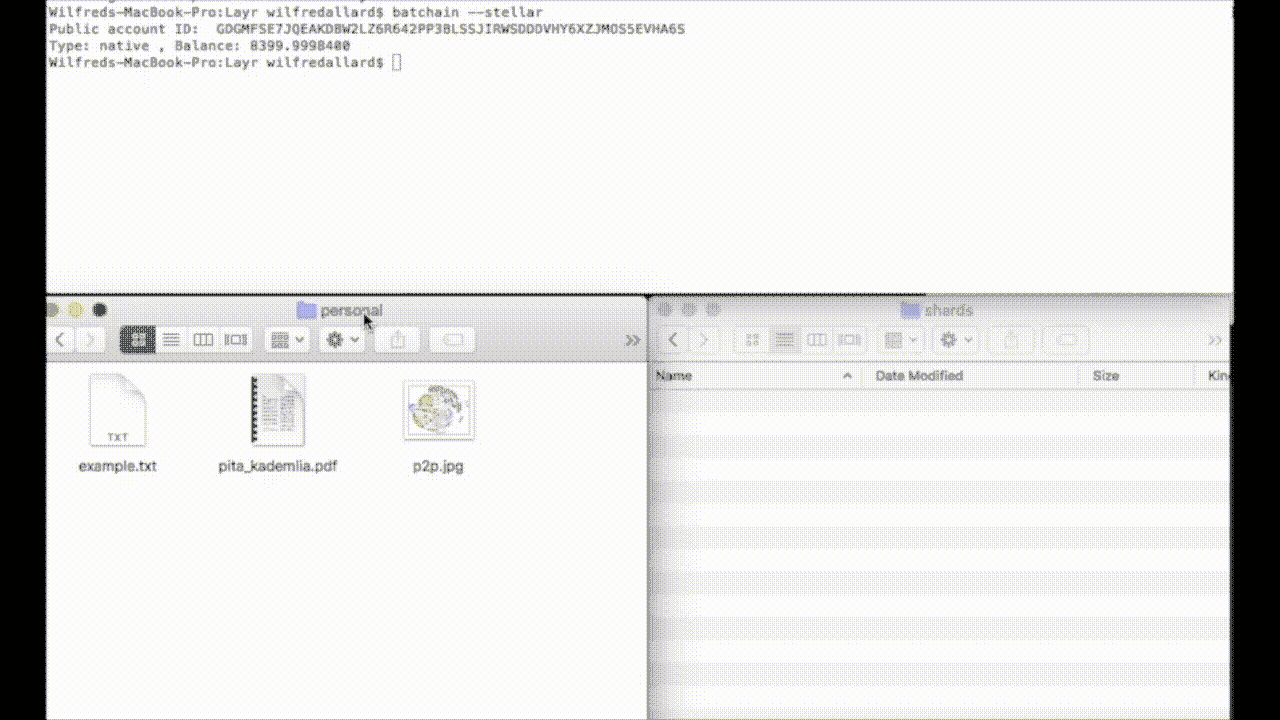 Wilfreds-MacBook-Pro:Layr wilfredallard$ batchain --stellar
Public account ID: GDGMFSE7JQEAKDBW2LZ6R642PP3BLSSJIRWSDDDVHY6XZJMOS5EVHA6S
Type: native , Balance: 8399.9998400
Wilfreds-MacBook-Pro:Layr wilfredallard$
personal
shards
Name Date Modified Size Kin
TXT
example.txt pita_kademlia.pdf p2p.jpg